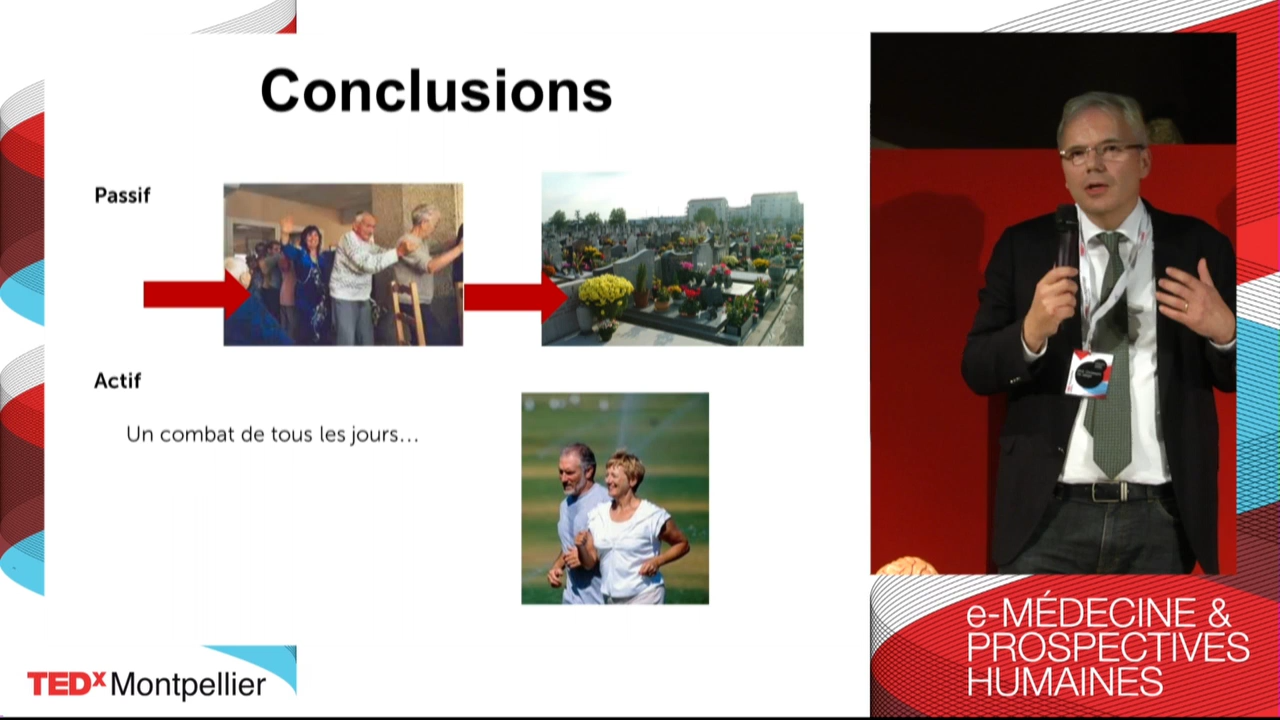 Conclusions
Passif
Actif
Un combat de tous les jours...
TEDx Montpellier
e-MÉDECINE &
PROSPECTIVES
HUMAINES